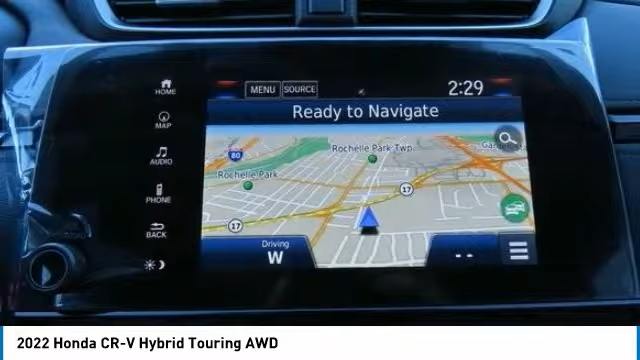 HOME
MENU
SOURCE
2:29
Ready to Navigate
MAP
80
Rochelle Park Twp.
Garden
AUDIO
Rochelle Park
17
PHONE
17
BACK
Driving
W
--
2022 Honda CR-V Hybrid Touring AWD